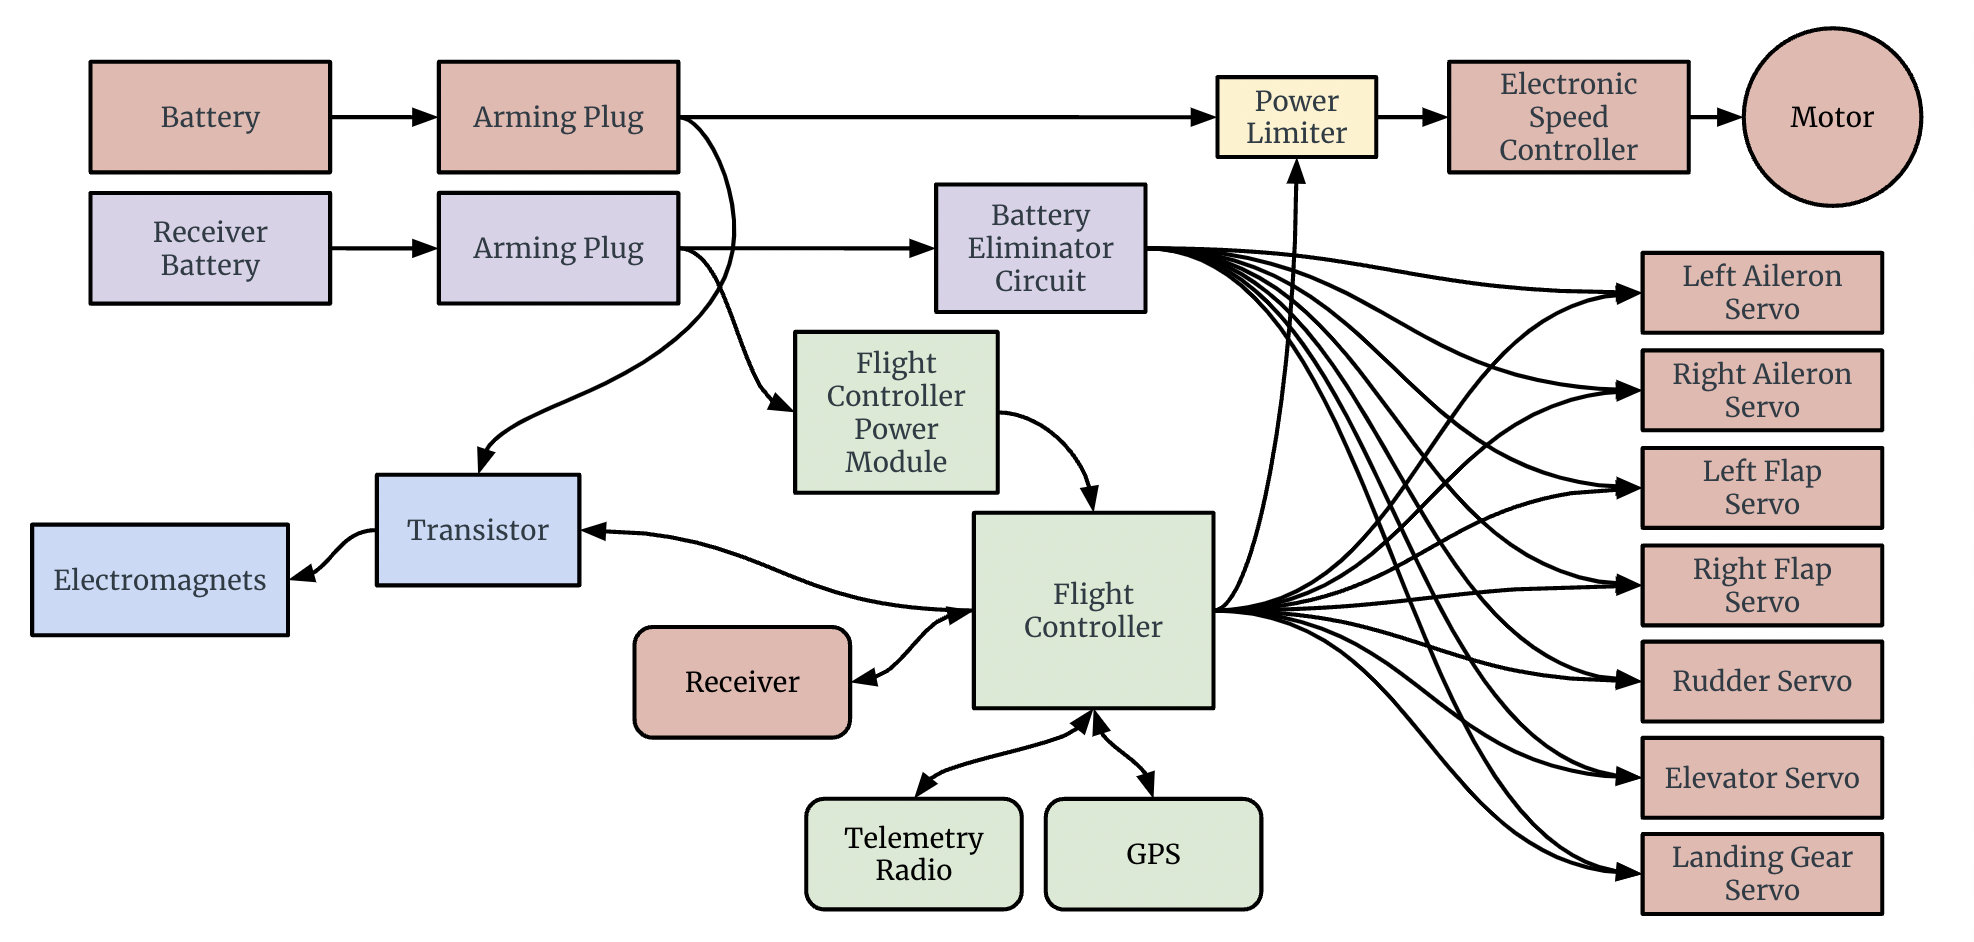 Battery
Arming Plug
Power
Limiter
Electronic
Speed
Controller
Motor
Receiver
Battery
Arming Plug
Battery
Eliminator
Circuit
Left Aileron
Servo
Flight
Controller
Power
Module
Right Aileron
Servo
Left Flap
Servo
Transistor
Electromagnets
Flight
Controller
Right Flap
Servo
Receiver
Rudder Servo
Elevator Servo
Telemetry
Radio
GPS
Landing Gear
Servo